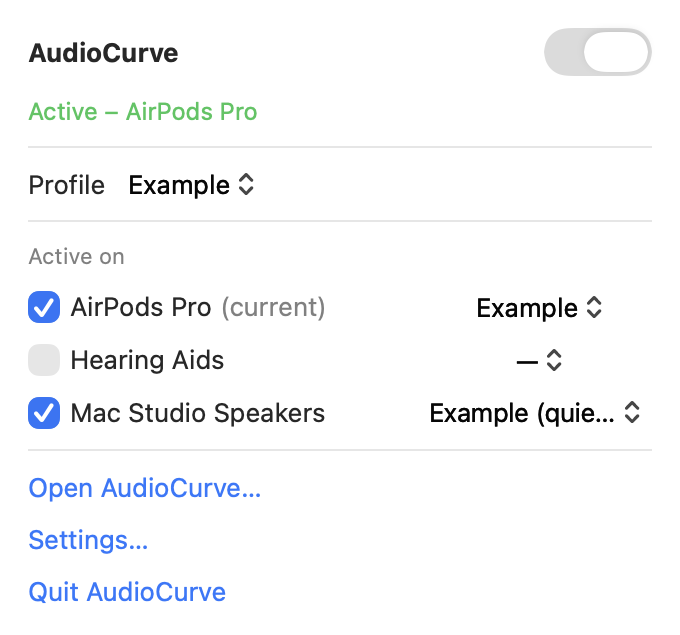 AudioCurve
Active – AirPods Pro
Profile Example
Active on
AirPods Pro (current) Example
Hearing Aids —
Mac Studio Speakers Example (quie...
Open AudioCurve...
Settings...
Quit AudioCurve